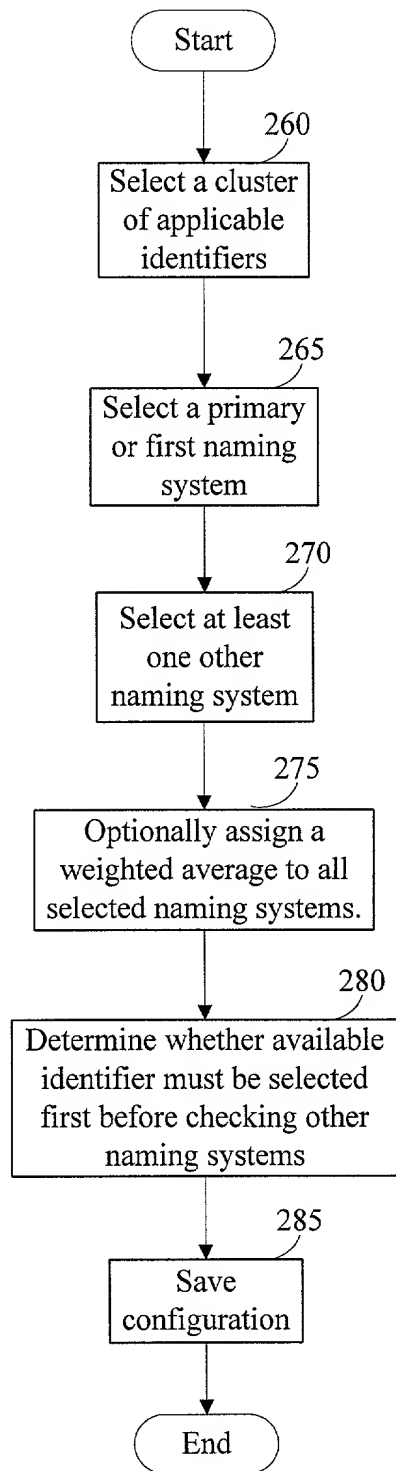 Start
260
Select a cluster
of applicable
identifiers
265
Select a primary
or first naming
system
270
Select at least
one other
naming system
275
Optionally assign a
weighted average to all
selected naming systems.
280
Determine whether available
identifier must be selected
first before checking other
naming systems
285
Save
configuration
End